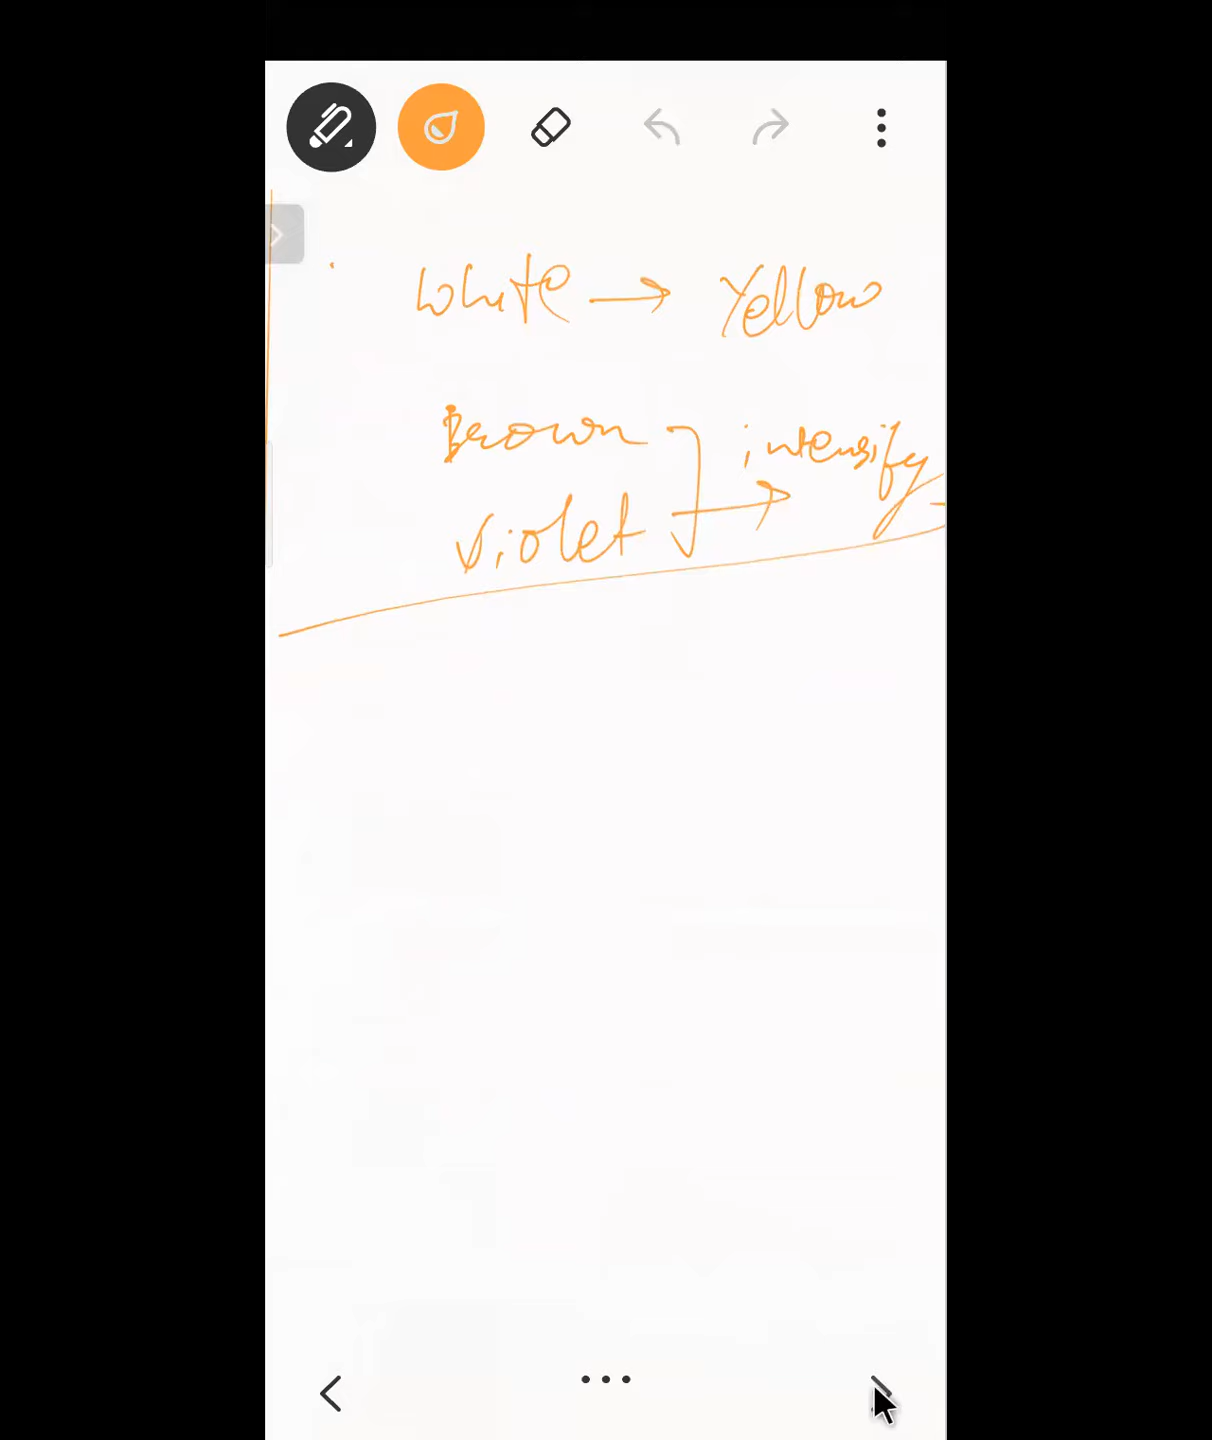 White → Yellow
Brown
intensify
Violet →